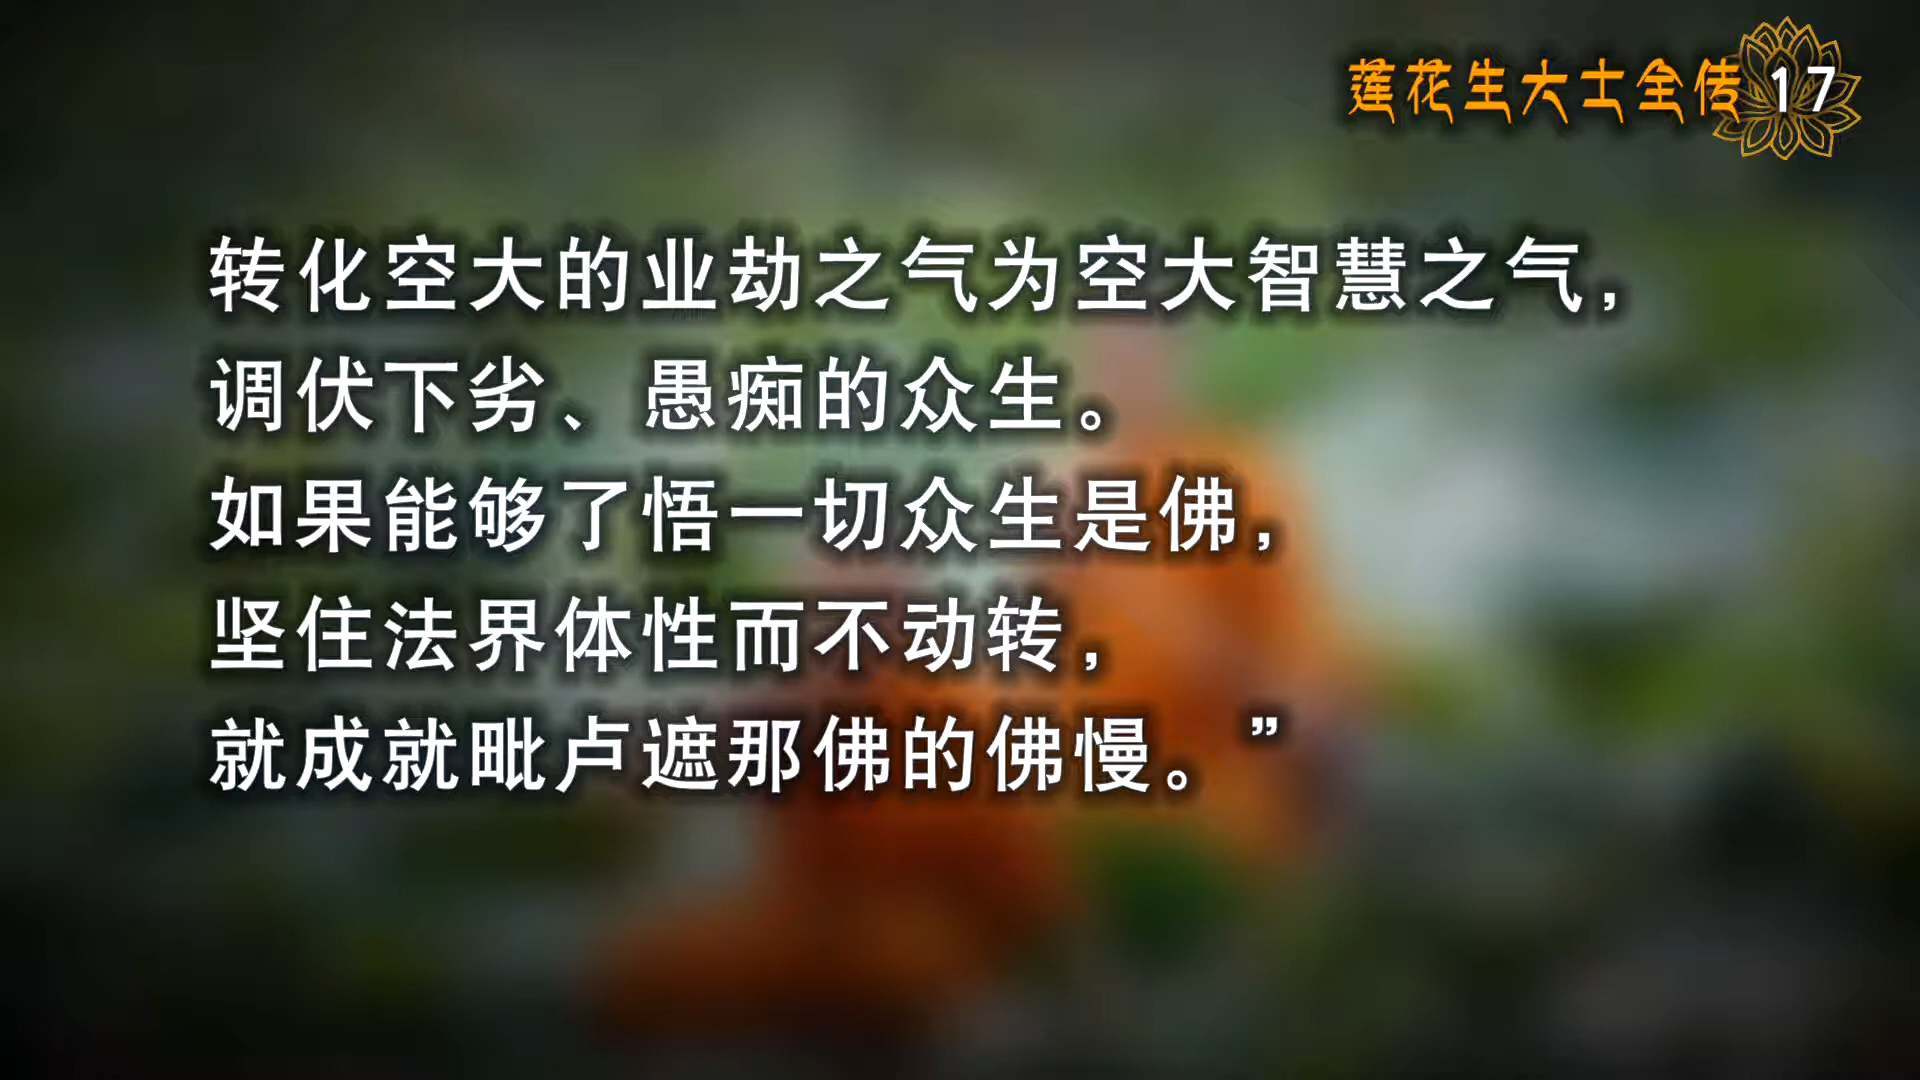 莲花生大士全传 17
转化空大的业劫之气为空大智慧之气，
调伏下劣、愚痴的众生。
如果能够了悟一切众生是佛，
坚住法界体性而不动转，
就成就毗卢遮那佛的佛慢。”